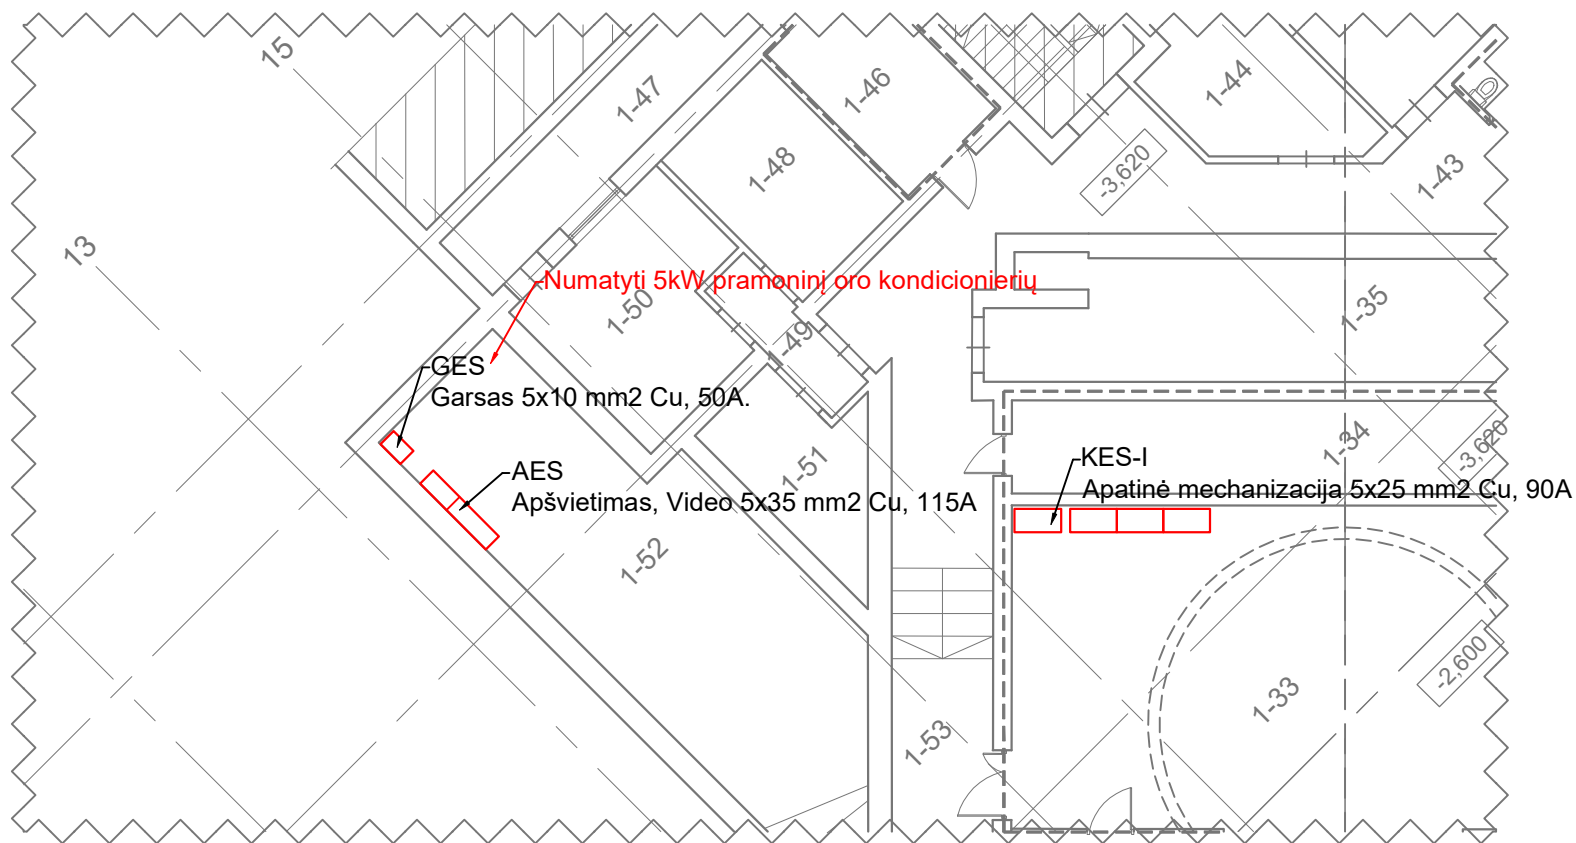 15
1-47
1-46
1-44
1-48
-3,620
1-43
13
Numatyti 5kW pramoninį oro kondicionierių
1-50
1-35
-49
GES
Garsas 5x10 mm2 Cu, 50A.
1-51
1-34
-3,620
AES
Apšvietimas, Video 5x35 mm2 Cu, 115A
KES-I
Apatinė mechanizacija 5x25 mm2 Cu, 90A
1-52
1-53
1-33
-2,600